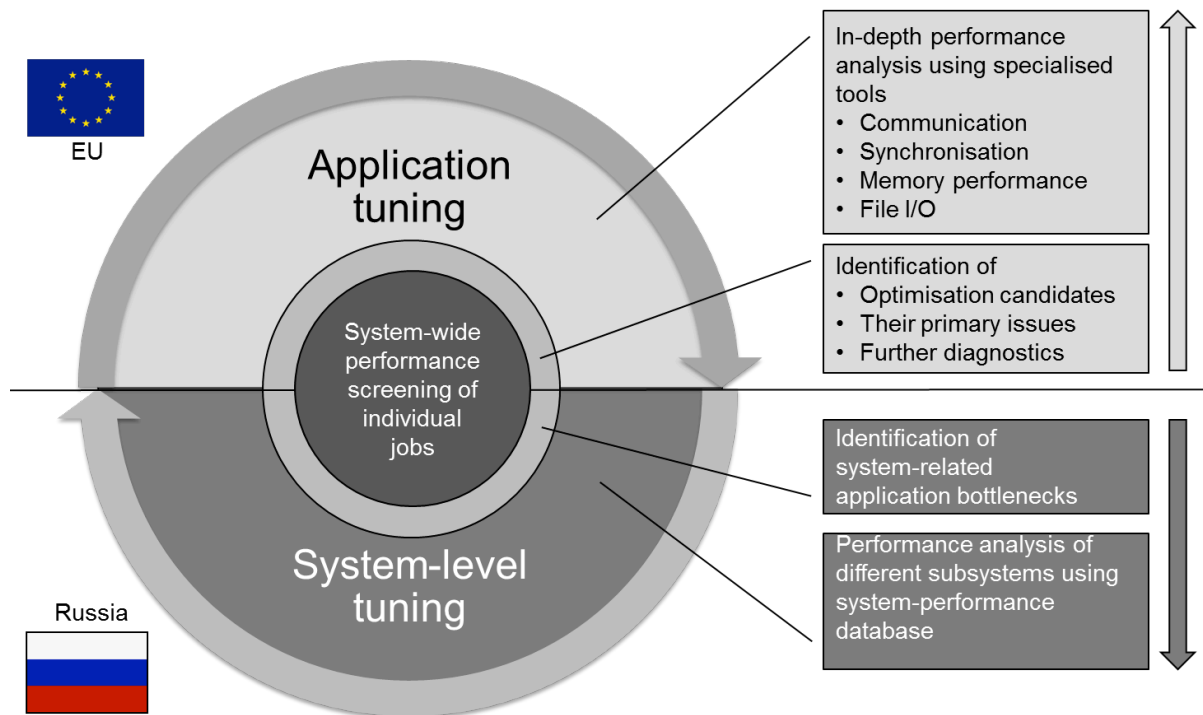 EU
Application
tuning
System-wide
performance
screening of
individual
jobs
System-level
tuning
Russia
In-depth performance
analysis using specialised
tools
• Communication
• Synchronisation
• Memory performance
• File I/O
Identification of
• Optimisation candidates
• Their primary issues
• Further diagnostics
Identification of
system-related
application bottlenecks
Performance analysis of
different subsystems using
system-performance
database